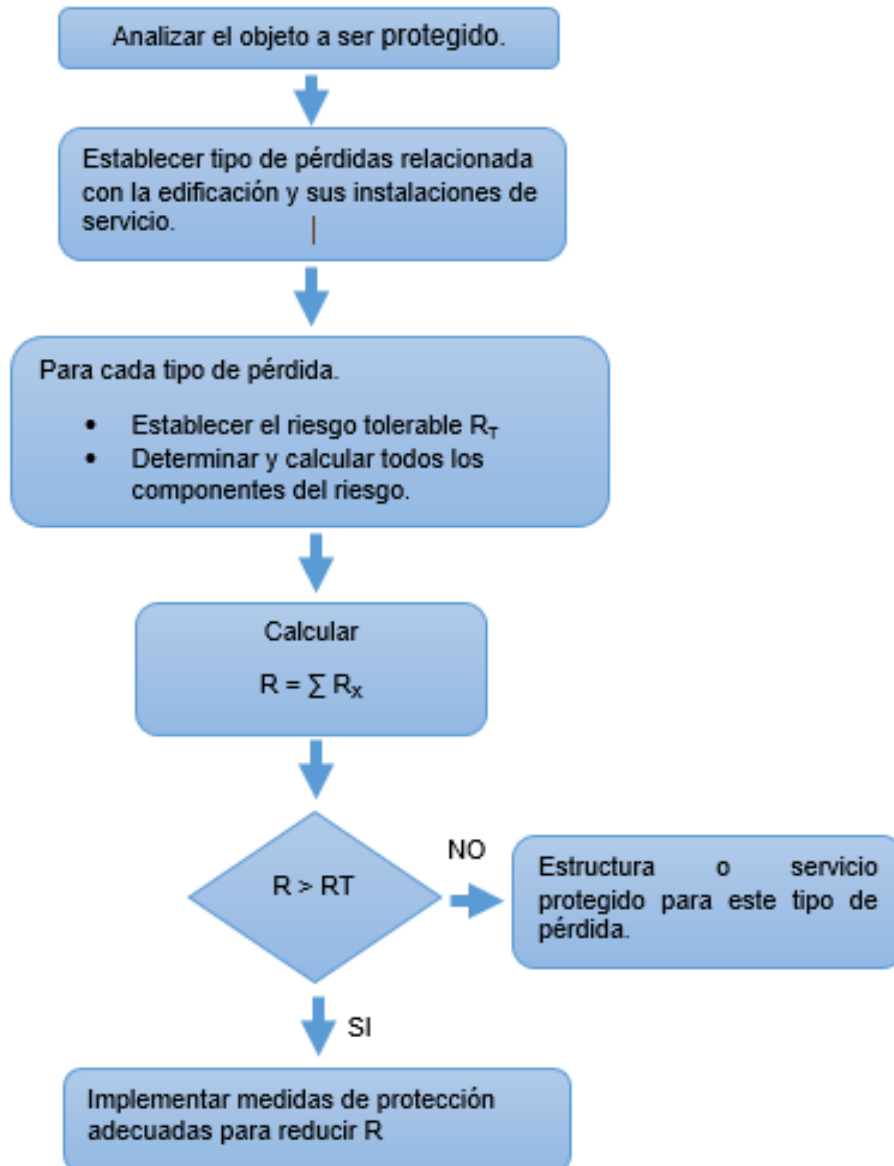 Analizar el objeto a ser protegido.
Establecer tipo de pérdidas relacionada
con la edificación y sus instalaciones de
servicio.
Para cada tipo de pérdida.
• Establecer el riesgo tolerable R_T
• Determinar y calcular todos los
componentes del riesgo.
Calcular
R = ∑ R_X
R > RT
NO
Estructura o servicio
protegido para este tipo de
pérdida.
SI
Implementar medidas de protección
adecuadas para reducir R